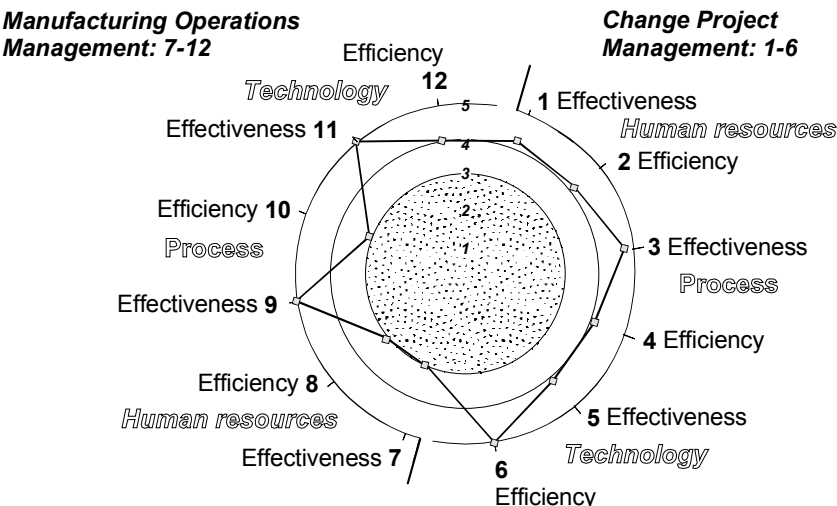 Manufacturing Operations
Management: 7-12
Change Project
Management: 1-6
Efficiency
12
Technology
5
1 Effectiveness
Human resources
Effectiveness 11
4
2 Efficiency
3
Efficiency 10
2
Process
1
3 Effectiveness
Process
Effectiveness 9
4 Efficiency
Efficiency 8
Human resources
5 Effectiveness
Effectiveness 7
Technology
6
Efficiency